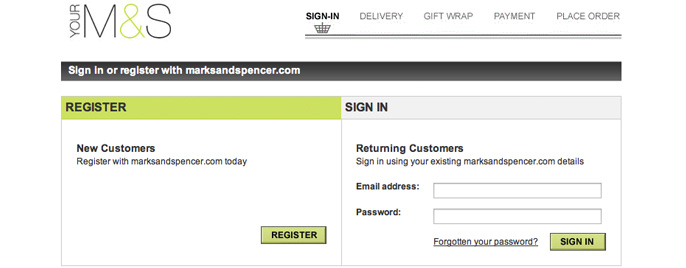 YOUR M&S
SIGN-IN DELIVERY GIFT WRAP PAYMENT PLACE ORDER
Sign in or register with marksandspencer.com
REGISTER
New Customers
Register with marksandspencer.com today
REGISTER
SIGN IN
Returning Customers
Sign in using your existing marksandspencer.com details
Email address:
Password:
Forgotten your password? SIGN IN